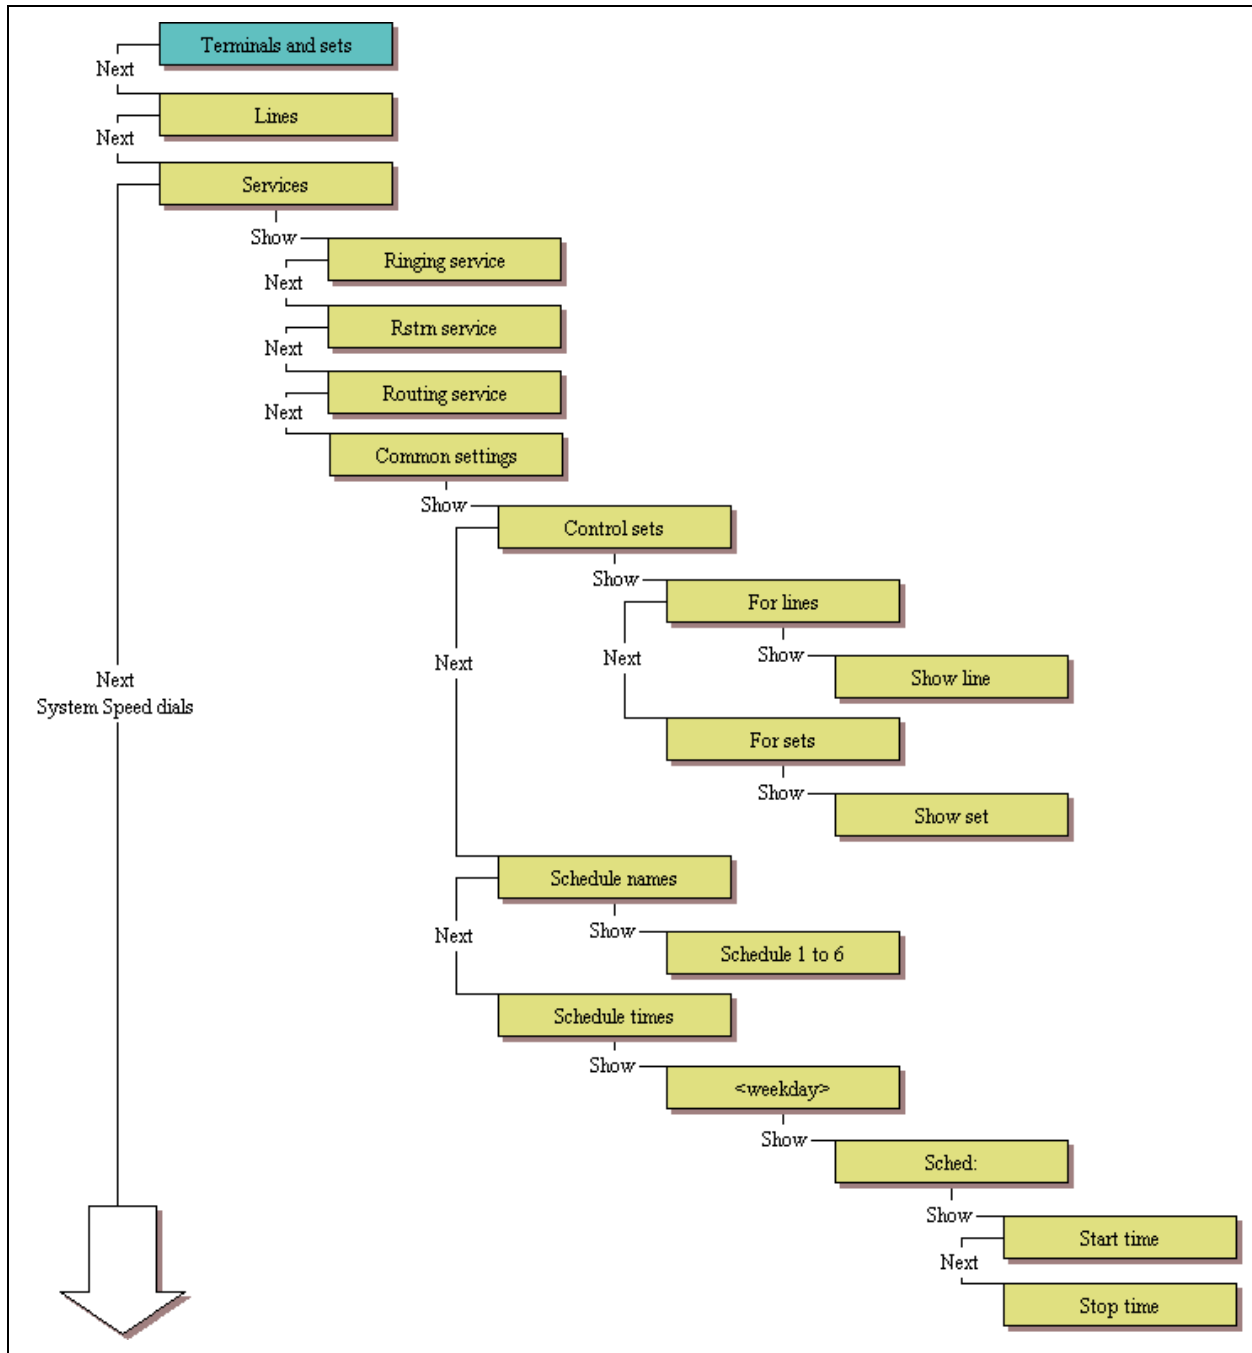 Terminals and sets
Next
Lines
Next
Services
Show
Ringing service
Next
Rstrn service
Next
Routing service
Next
Common settings
Show
Control sets
Show
For lines
Show
Next
Next
Show line
Next
System Speed dials
For sets
Show
Show set
Schedule names
Show
Next
Schedule 1 to 6
Schedule times
Show
<weekday>
Show
Sched:
Show
Start time
Next
Stop time